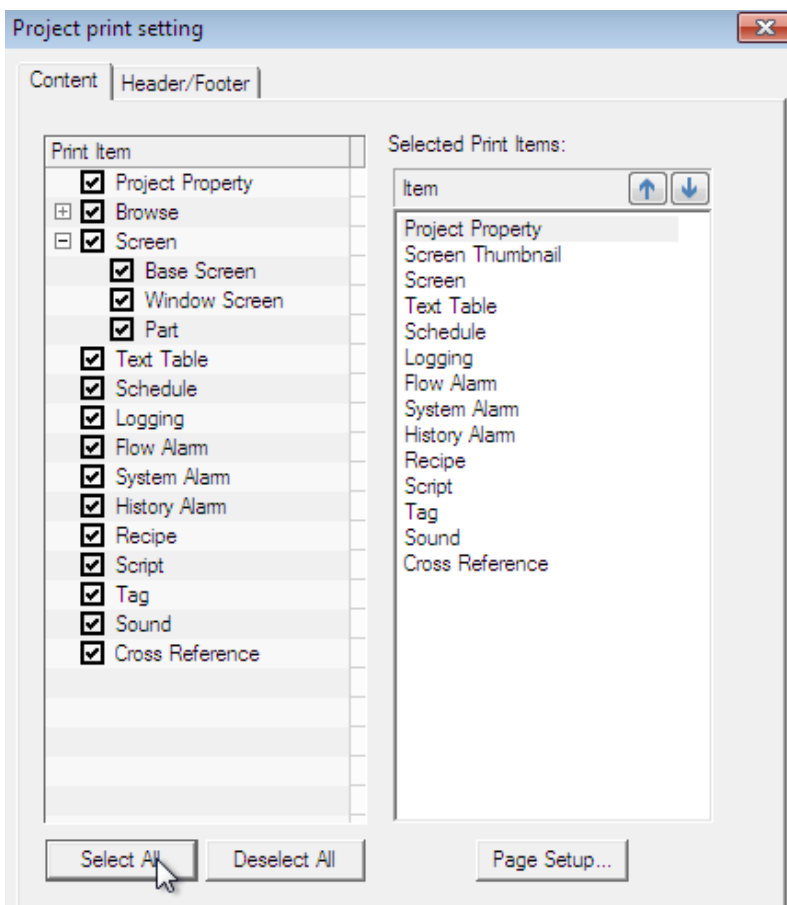 Project print setting
Content
Header/Footer
Print Item
Project Property
Browse
Screen
Base Screen
Window Screen
Part
Text Table
Schedule
Logging
Flow Alarm
System Alarm
History Alarm
Recipe
Script
Tag
Sound
Cross Reference
Selected Print Items:
Item
Project Property
Screen Thumbnail
Screen
Text Table
Schedule
Logging
Flow Alarm
System Alarm
History Alarm
Recipe
Script
Tag
Sound
Cross Reference
Select All
Deselect All
Page Setup...